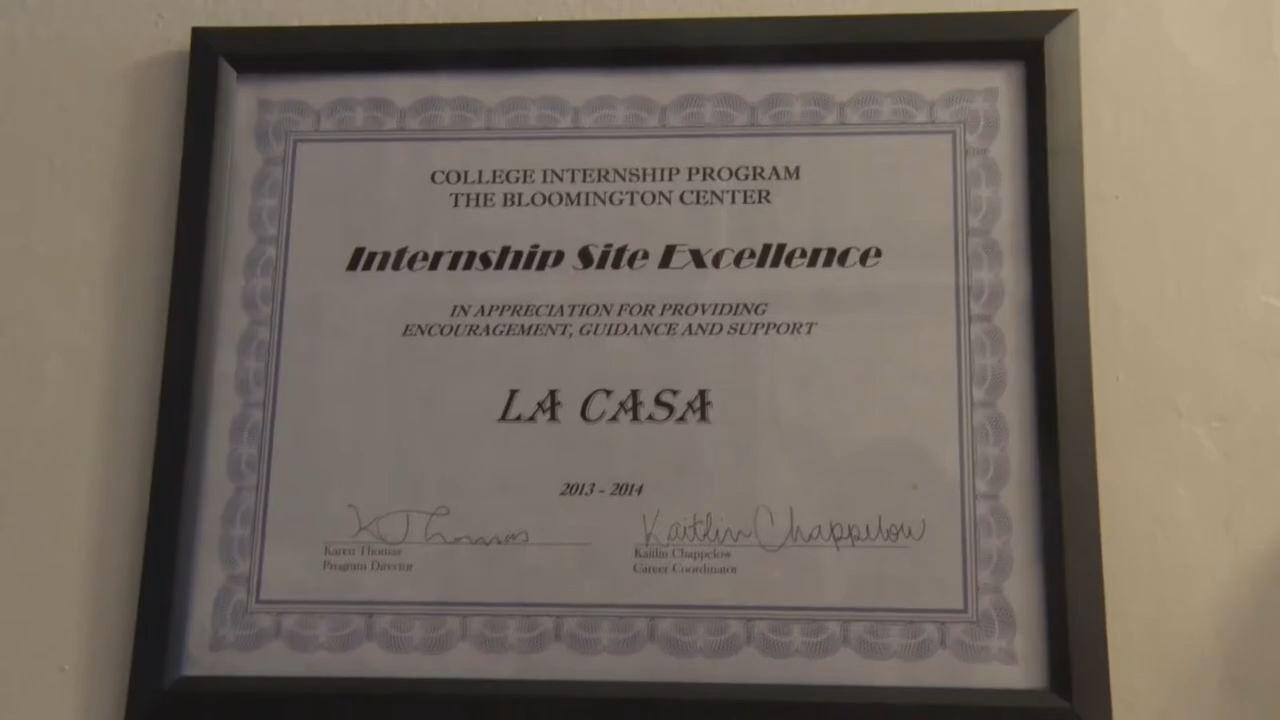 COLLEGE INTERNSHIP PROGRAM
THE BLOOMINGTON CENTER
Internship Site Excellence
IN APPRECIATION FOR PROVIDING
ENCOURAGEMENT, GUIDANCE AND SUPPORT
LA CASA
2013 - 2014
K Thomas Kaitlin Chappelow
Karen Thomas Kaitlin Chappelow
Program Director Career Coordinator